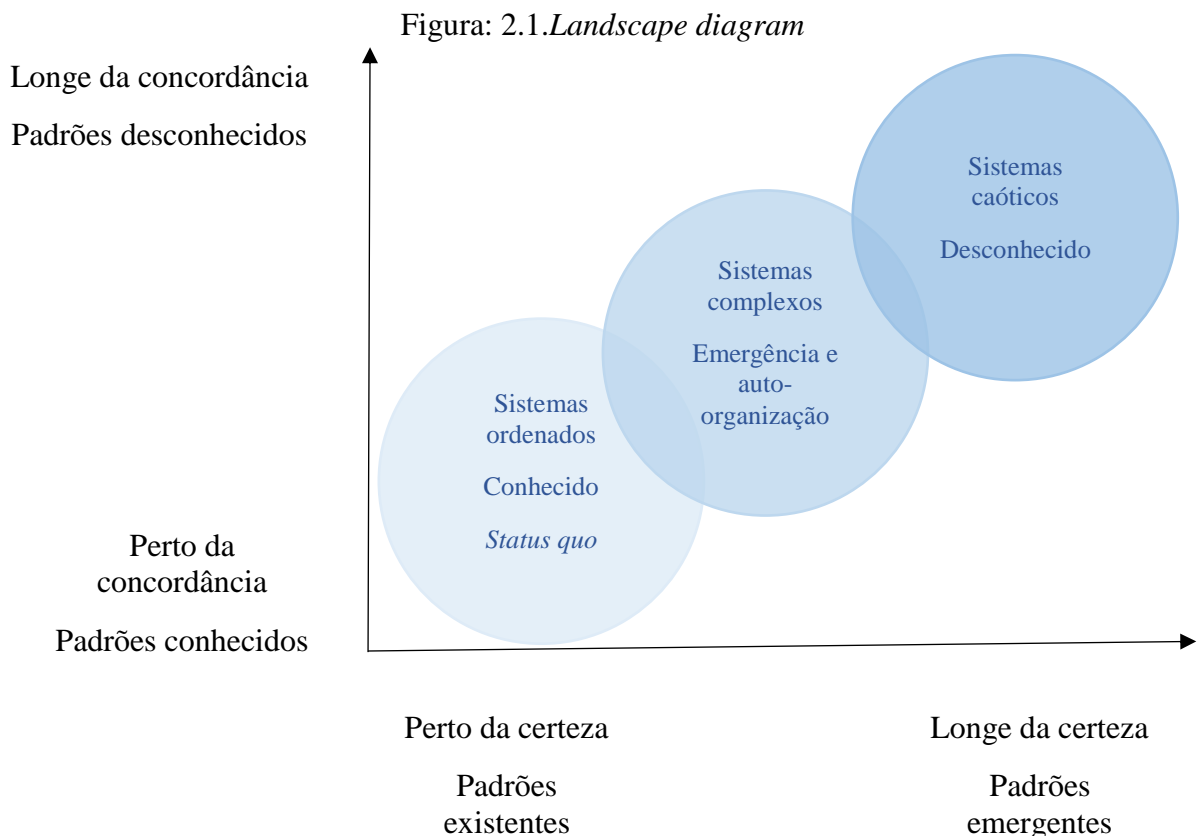 Figura: 2.1.Landscape diagram
Longe da concordância
Padrões desconhecidos
Sistemas
caóticos
Desconhecido
Sistemas
complexos
Emergência e
auto-
organização
Sistemas
ordenados
Conhecido
Status quo
Perto da
concordância
Padrões conhecidos
Perto da certeza
Padrões
existentes
Longe da certeza
Padrões
emergentes